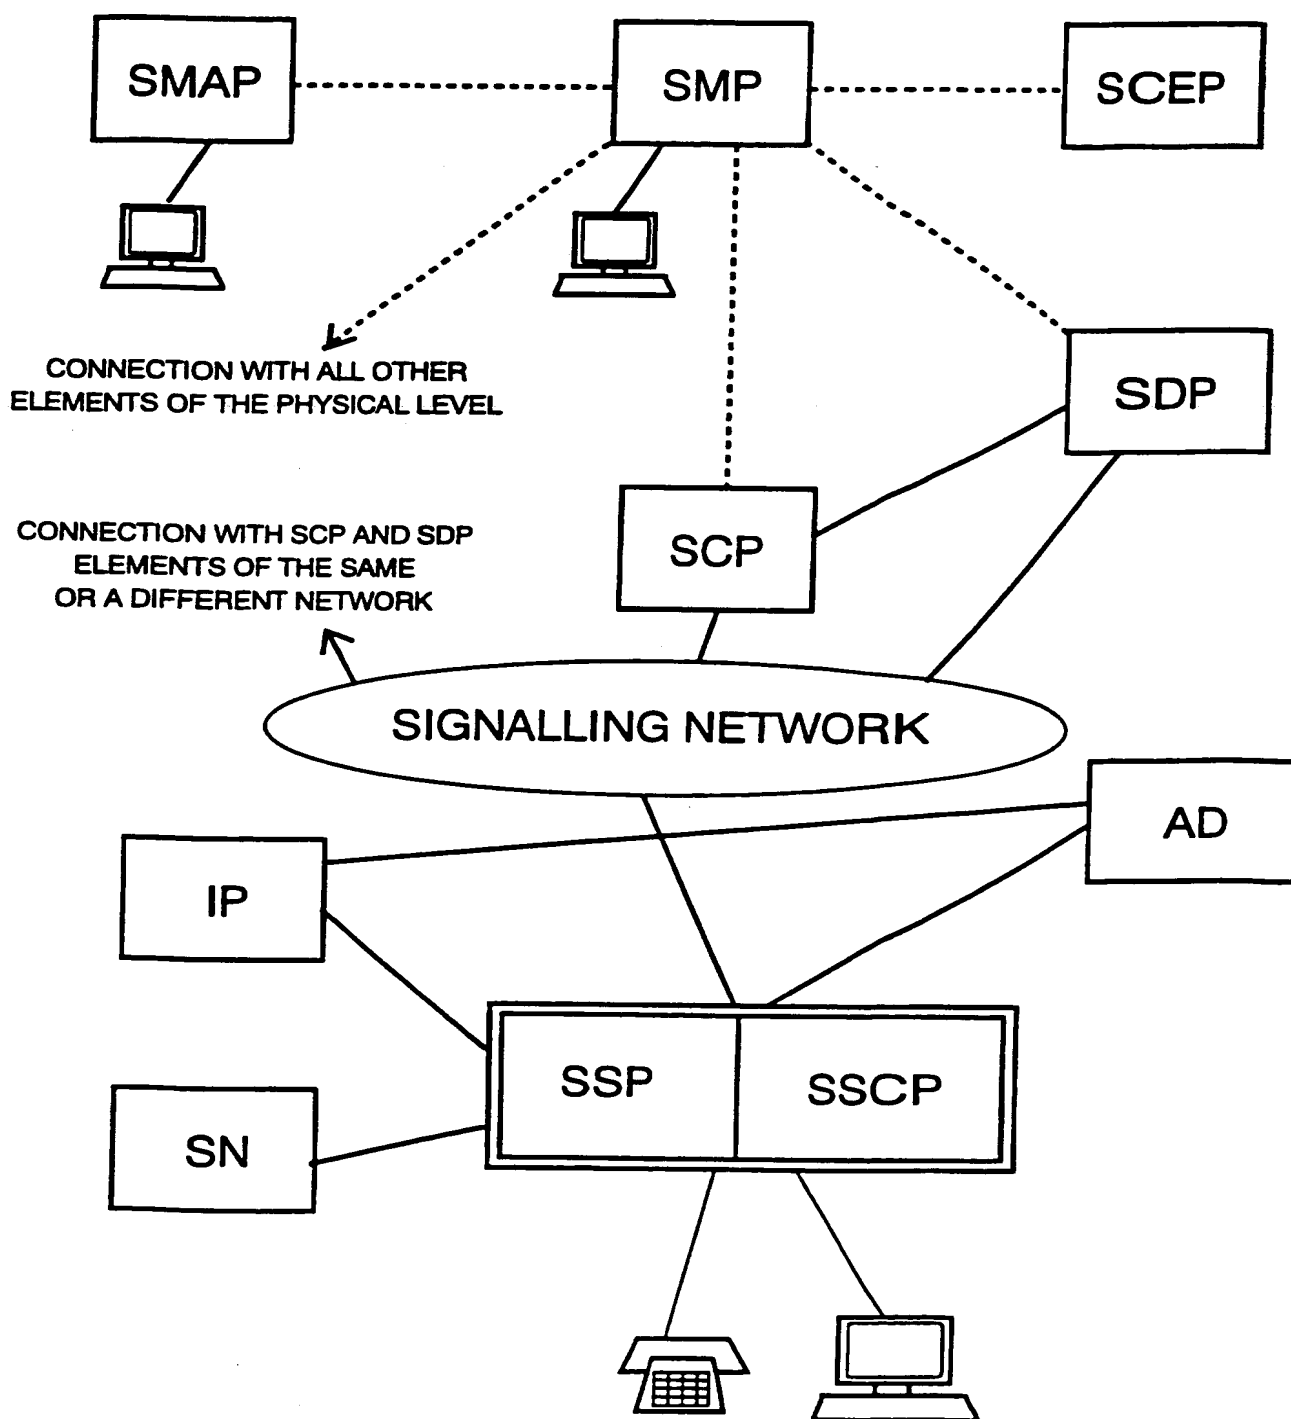 SMAP
SMP
SCEP
CONNECTION WITH ALL OTHER
ELEMENTS OF THE PHYSICAL LEVEL
SDP
CONNECTION WITH SCP AND SDP
ELEMENTS OF THE SAME
OR A DIFFERENT NETWORK
SCP
SIGNALLING NETWORK
AD
IP
SSP
SSCP
SN